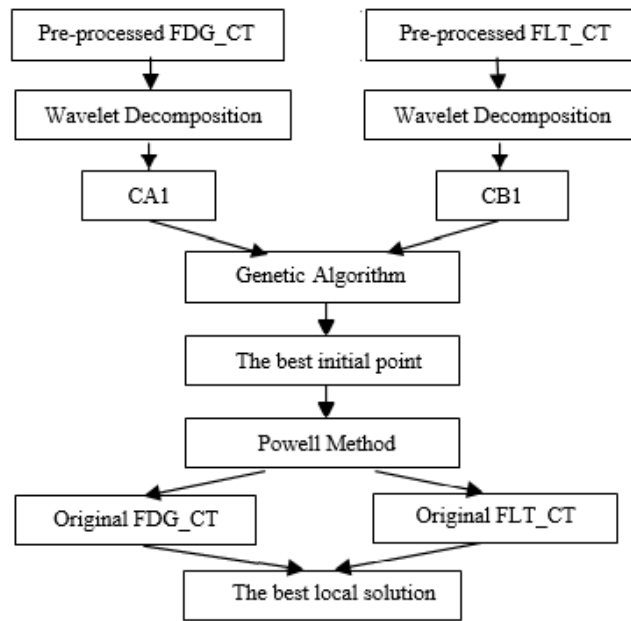 Pre-processed FDG_CT
Pre-processed FLT_CT
Wavelet Decomposition
Wavelet Decomposition
CA1
CB1
Genetic Algorithm
The best initial point
Powell Method
Original FDG_CT
Original FLT_CT
The best local solution